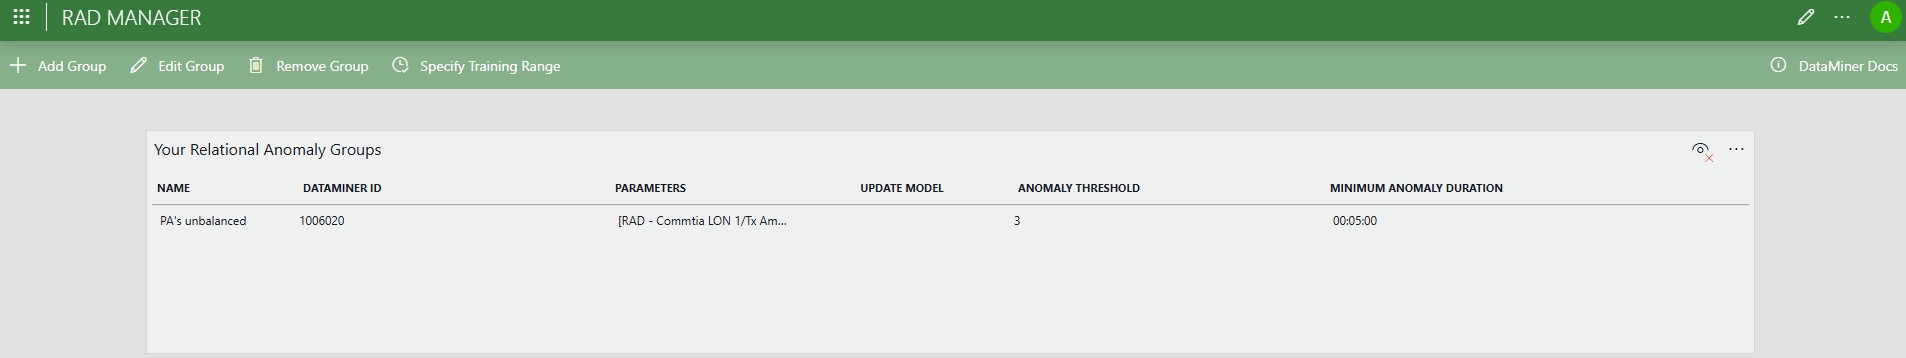 RAD MANAGER
A
Add Group Edit Group Remove Group Specify Training Range DataMiner Docs
Your Relational Anomaly Groups
NAME DATAMINER ID PARAMETERS UPDATE MODEL ANOMALY THRESHOLD MINIMUM ANOMALY DURATION
PA's unbalanced 1006020 [RAD - Commtia LON 1/Tx Am... 3 00:05:00